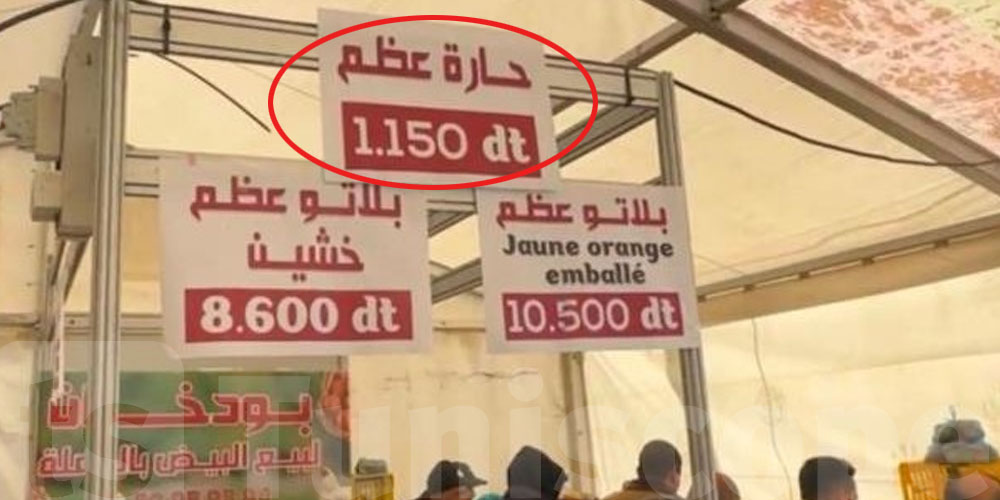 حارة عظم
1.150 dt
بلاتو عظم
خشين
8.600 dt
بلاتو عظم
Jaune orange
emballé
10.500 dt
بودخان
لبيع البيض بالجملة
Tuniscope